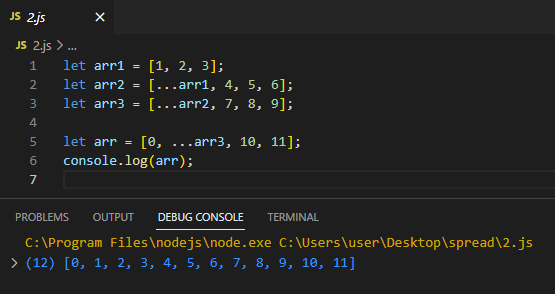 JS 2.js ×
JS 2.js > ...
1 let arr1 = [1, 2, 3];
2 let arr2 = [...arr1, 4, 5, 6];
3 let arr3 = [...arr2, 7, 8, 9];
4
5 let arr = [0, ...arr3, 10, 11];
6 console.log(arr);
7
PROBLEMS OUTPUT DEBUG CONSOLE TERMINAL
C:\Program Files\nodejs\node.exe C:\Users\user\Desktop\spread\2.js
> (12) [0, 1, 2, 3, 4, 5, 6, 7, 8, 9, 10, 11]